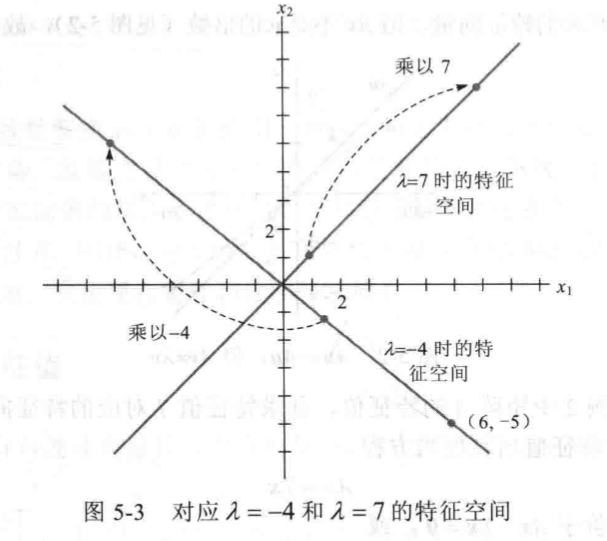 x₂
乘以 7
λ=7 时的特征
空间
2
2
x₁
乘以−4
λ=−4 时的特
征空间
(6, −5)
图 5-3 对应 λ = −4 和 λ = 7 的特征空间